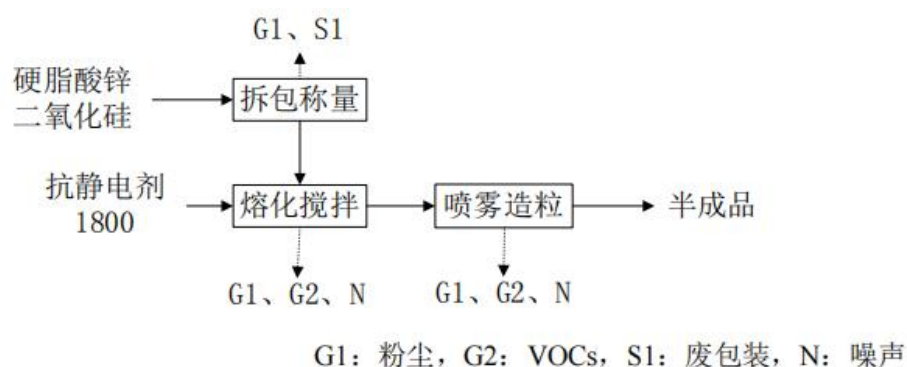 G1、S1
硬脂酸锌
二氧化硅
拆包称量
抗静电剂
1800
熔化搅拌
喷雾造粒
半成品
G1、G2、N
G1、G2、N
G1：粉尘，G2：VOCs，S1：废包装，N：噪声